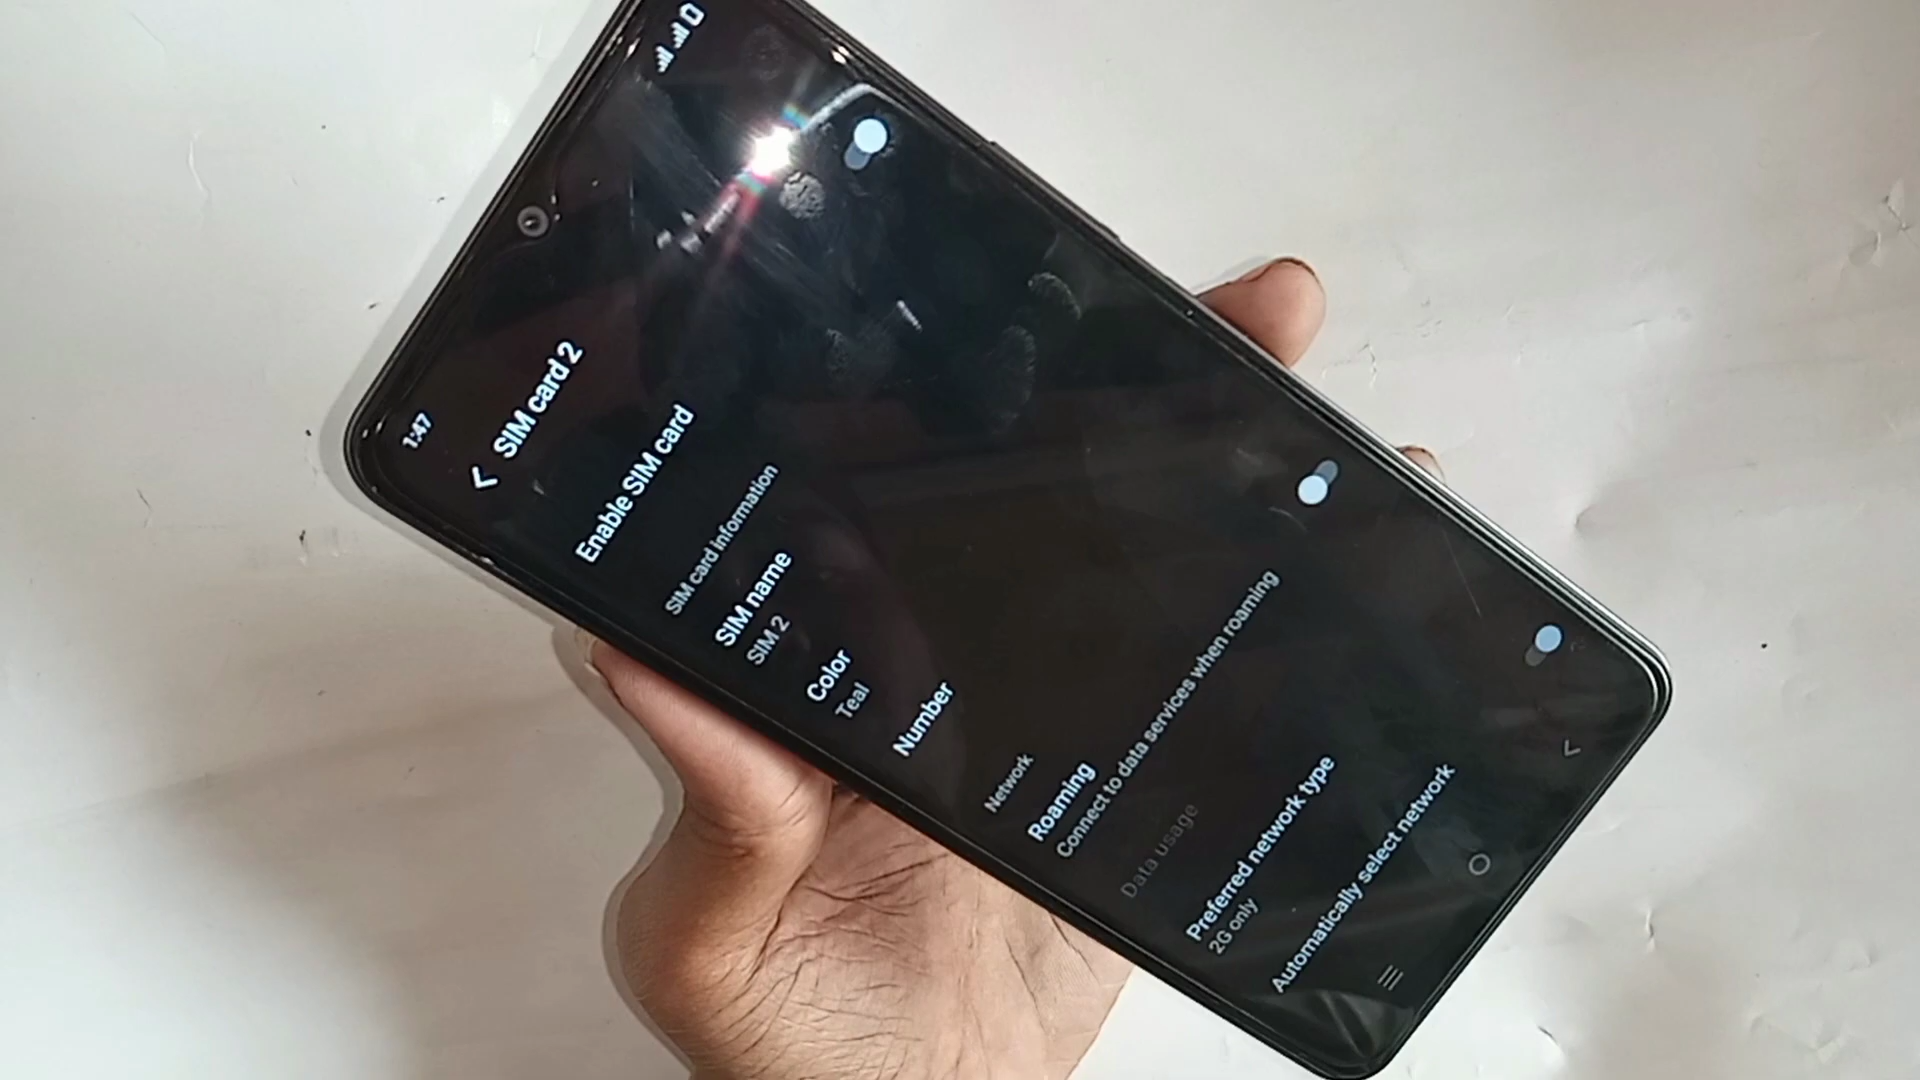 1:47
SIM card 2
Enable SIM card
SIM card information
SIM name
SIM 2
Color
Teal
Number
Network
Roaming
Connect to data services when roaming
Data usage
Preferred network type
2G only
Automatically select network